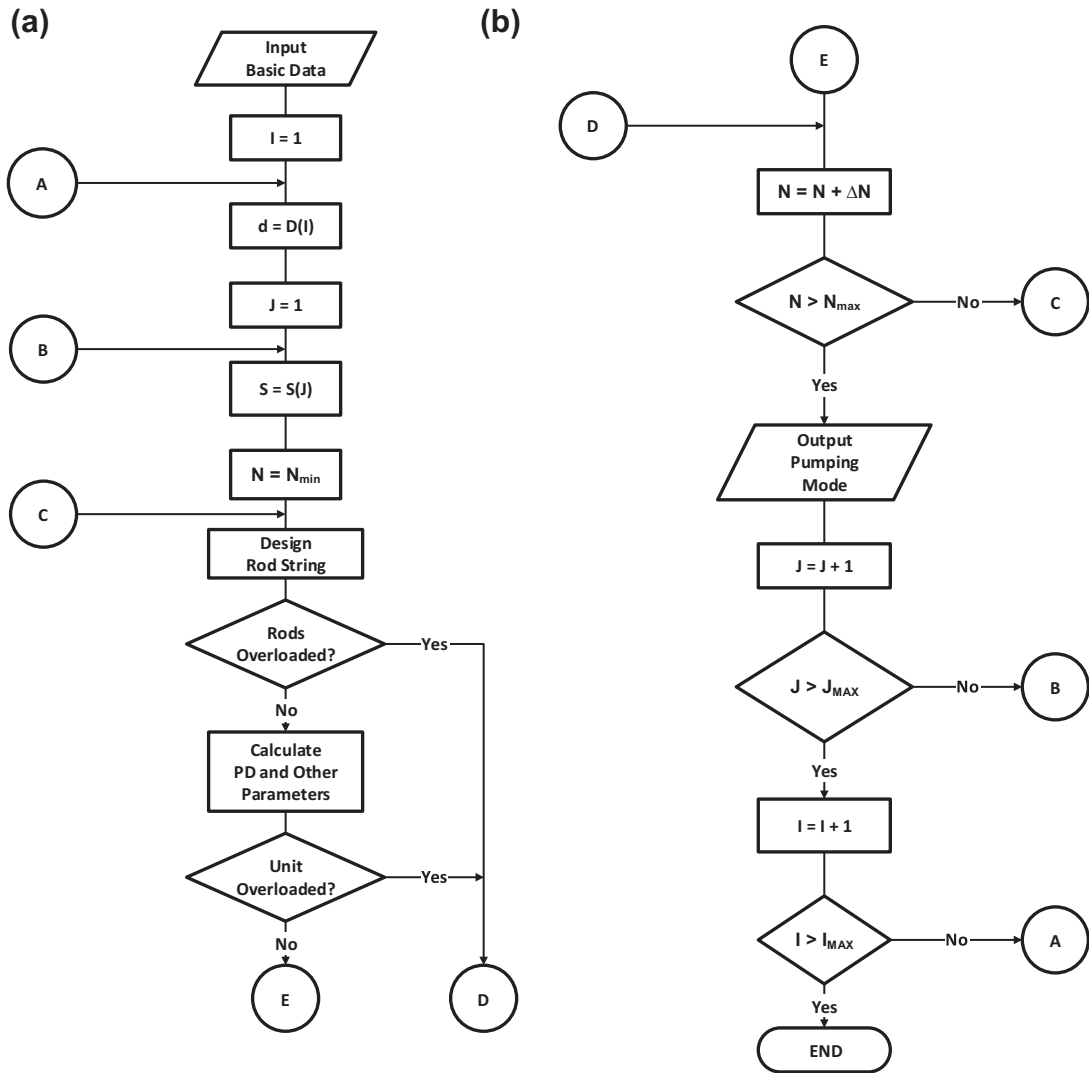 (a)
Input
Basic Data
I = 1
A
d = D(I)
J = 1
B
S = S(J)
N = Nmin
C
Design
Rod String
Rods
Overloaded?
Yes
No
Calculate
PD and Other
Parameters
Unit
Overloaded?
Yes
No
E
D
(b)
E
D
N = N + ΔN
N > Nmax
No
C
Yes
Output
Pumping
Mode
J = J + 1
J > JMAX
No
B
Yes
I = I + 1
I > IMAX
No
A
Yes
END